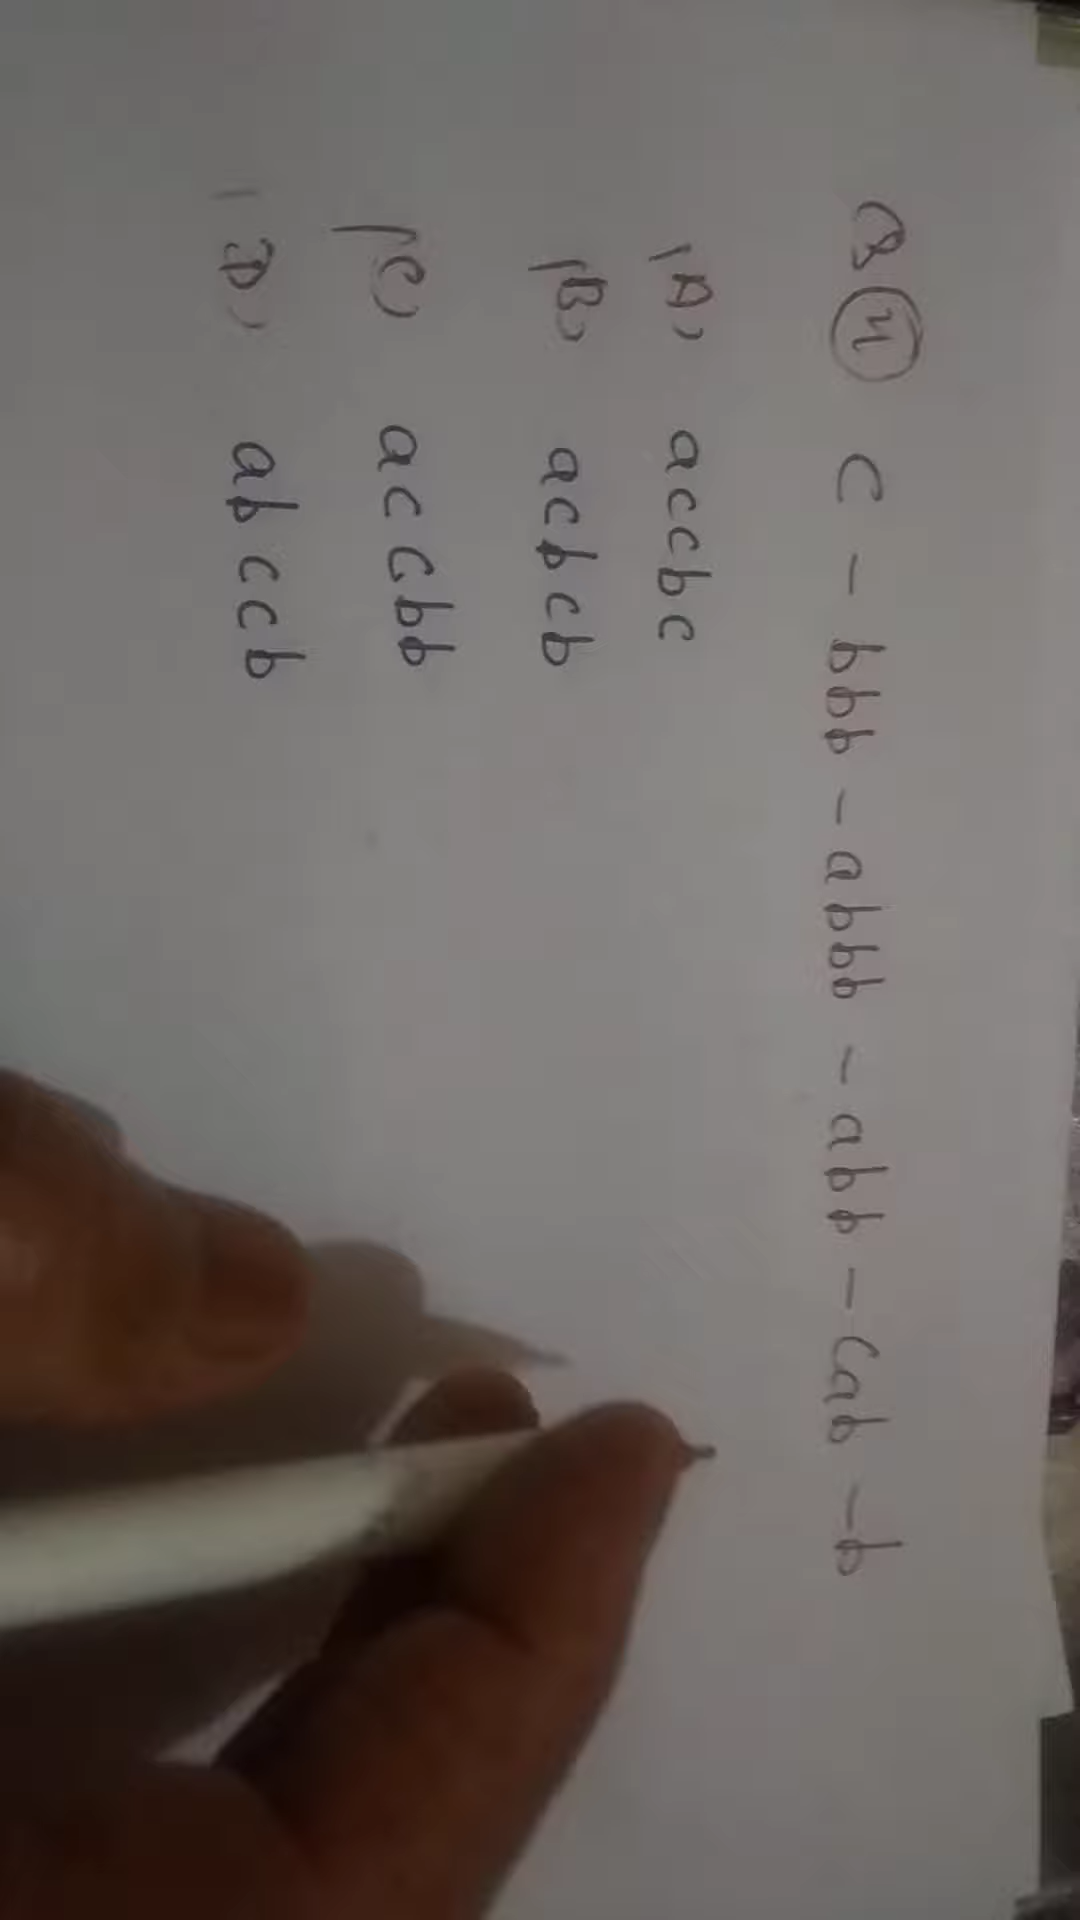 Q (4) C - bbb - abbb - abb - Cab - b
(A) accbc
(B) acbcb
(C) accbb
(D) abccb